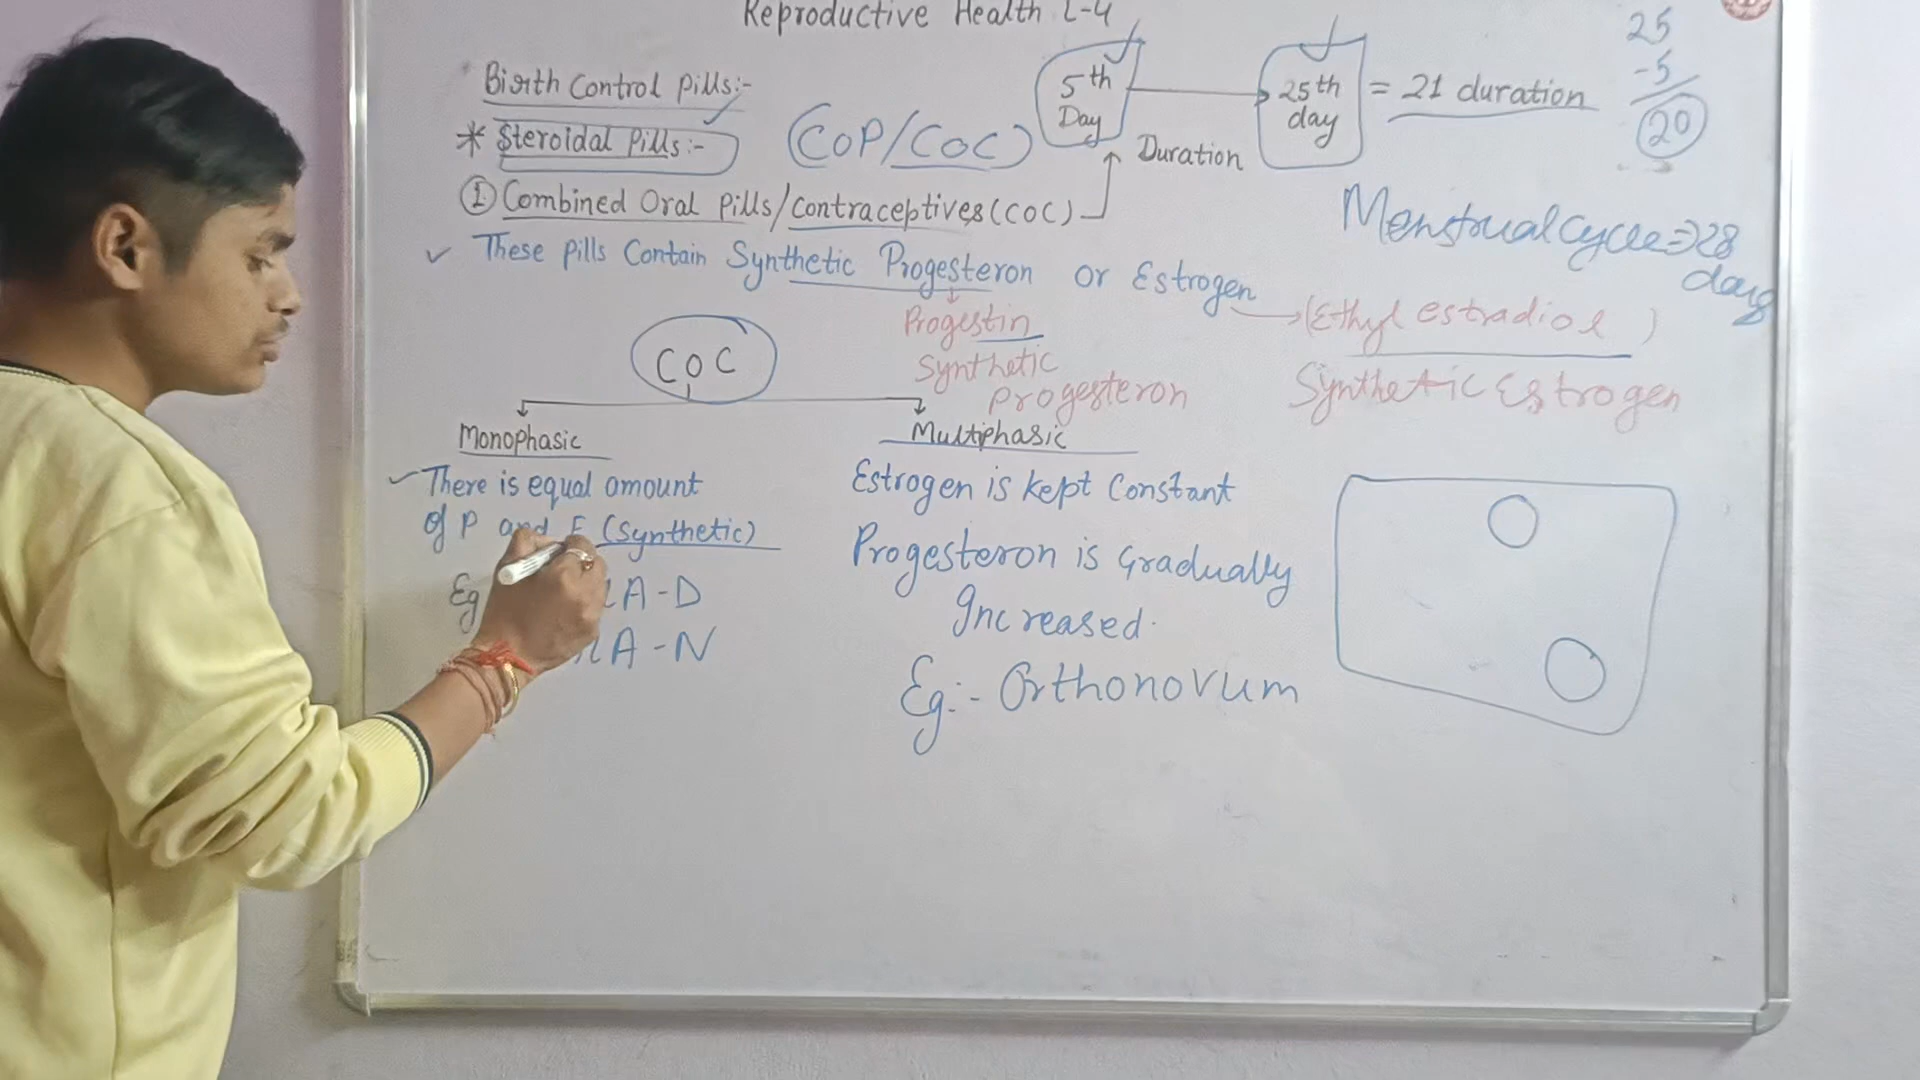 Reproductive Health L-4
Birth Control Pills:-
* Steroidal Pills:-
(COP/COC)
5th Day
25th day
= 21 duration
Duration
25
-5
20
① Combined Oral Pills/Contraceptives (COC)
Menstrual Cycle => 28 days
✓ These Pills Contain Synthetic Progesteron or Estrogen
(Ethyl estradiol)
Synthetic Estrogen
Progestin
Synthetic
Progesteron
COC
Monophasic
Multiphasic
There is equal amount
of P and E (Synthetic)
Eg
A-D
A-N
Estrogen is kept Constant
Progesteron is Gradually
Increased.
Eg:- Orthonovum